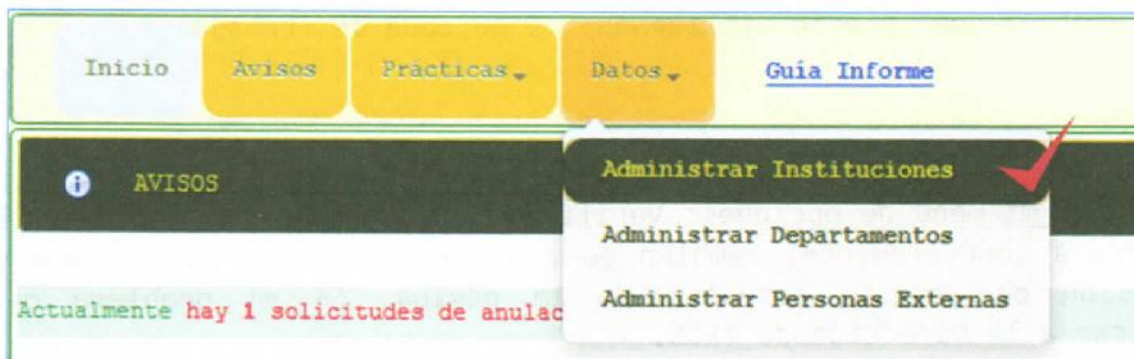 Inicio Avisos Prácticas Datos Guía Informe
AVISOS
Administrar Instituciones
Administrar Departamentos
Administrar Personas Externas
Actualmente hay 1 solicitudes de anulac